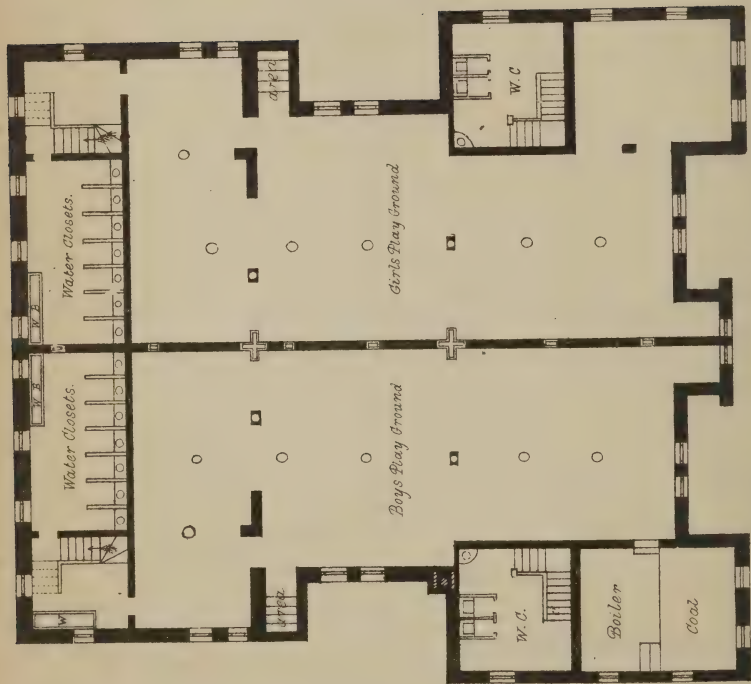 area
W.C
Water Closets.
Girls Play Ground
W B
W B
Water Closets.
Boys Play Ground
W
area
W.C.
Boiler
Coal